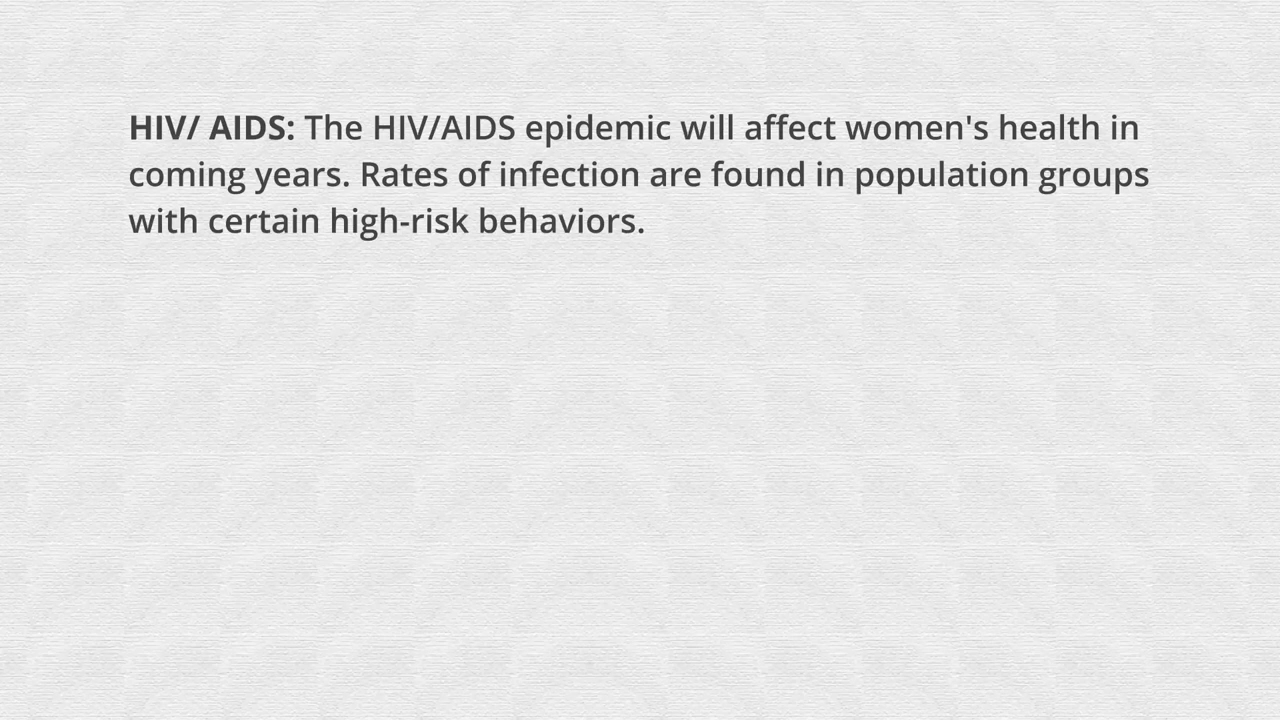 HIV/ AIDS: The HIV/AIDS epidemic will affect women's health in
coming years. Rates of infection are found in population groups
with certain high-risk behaviors.